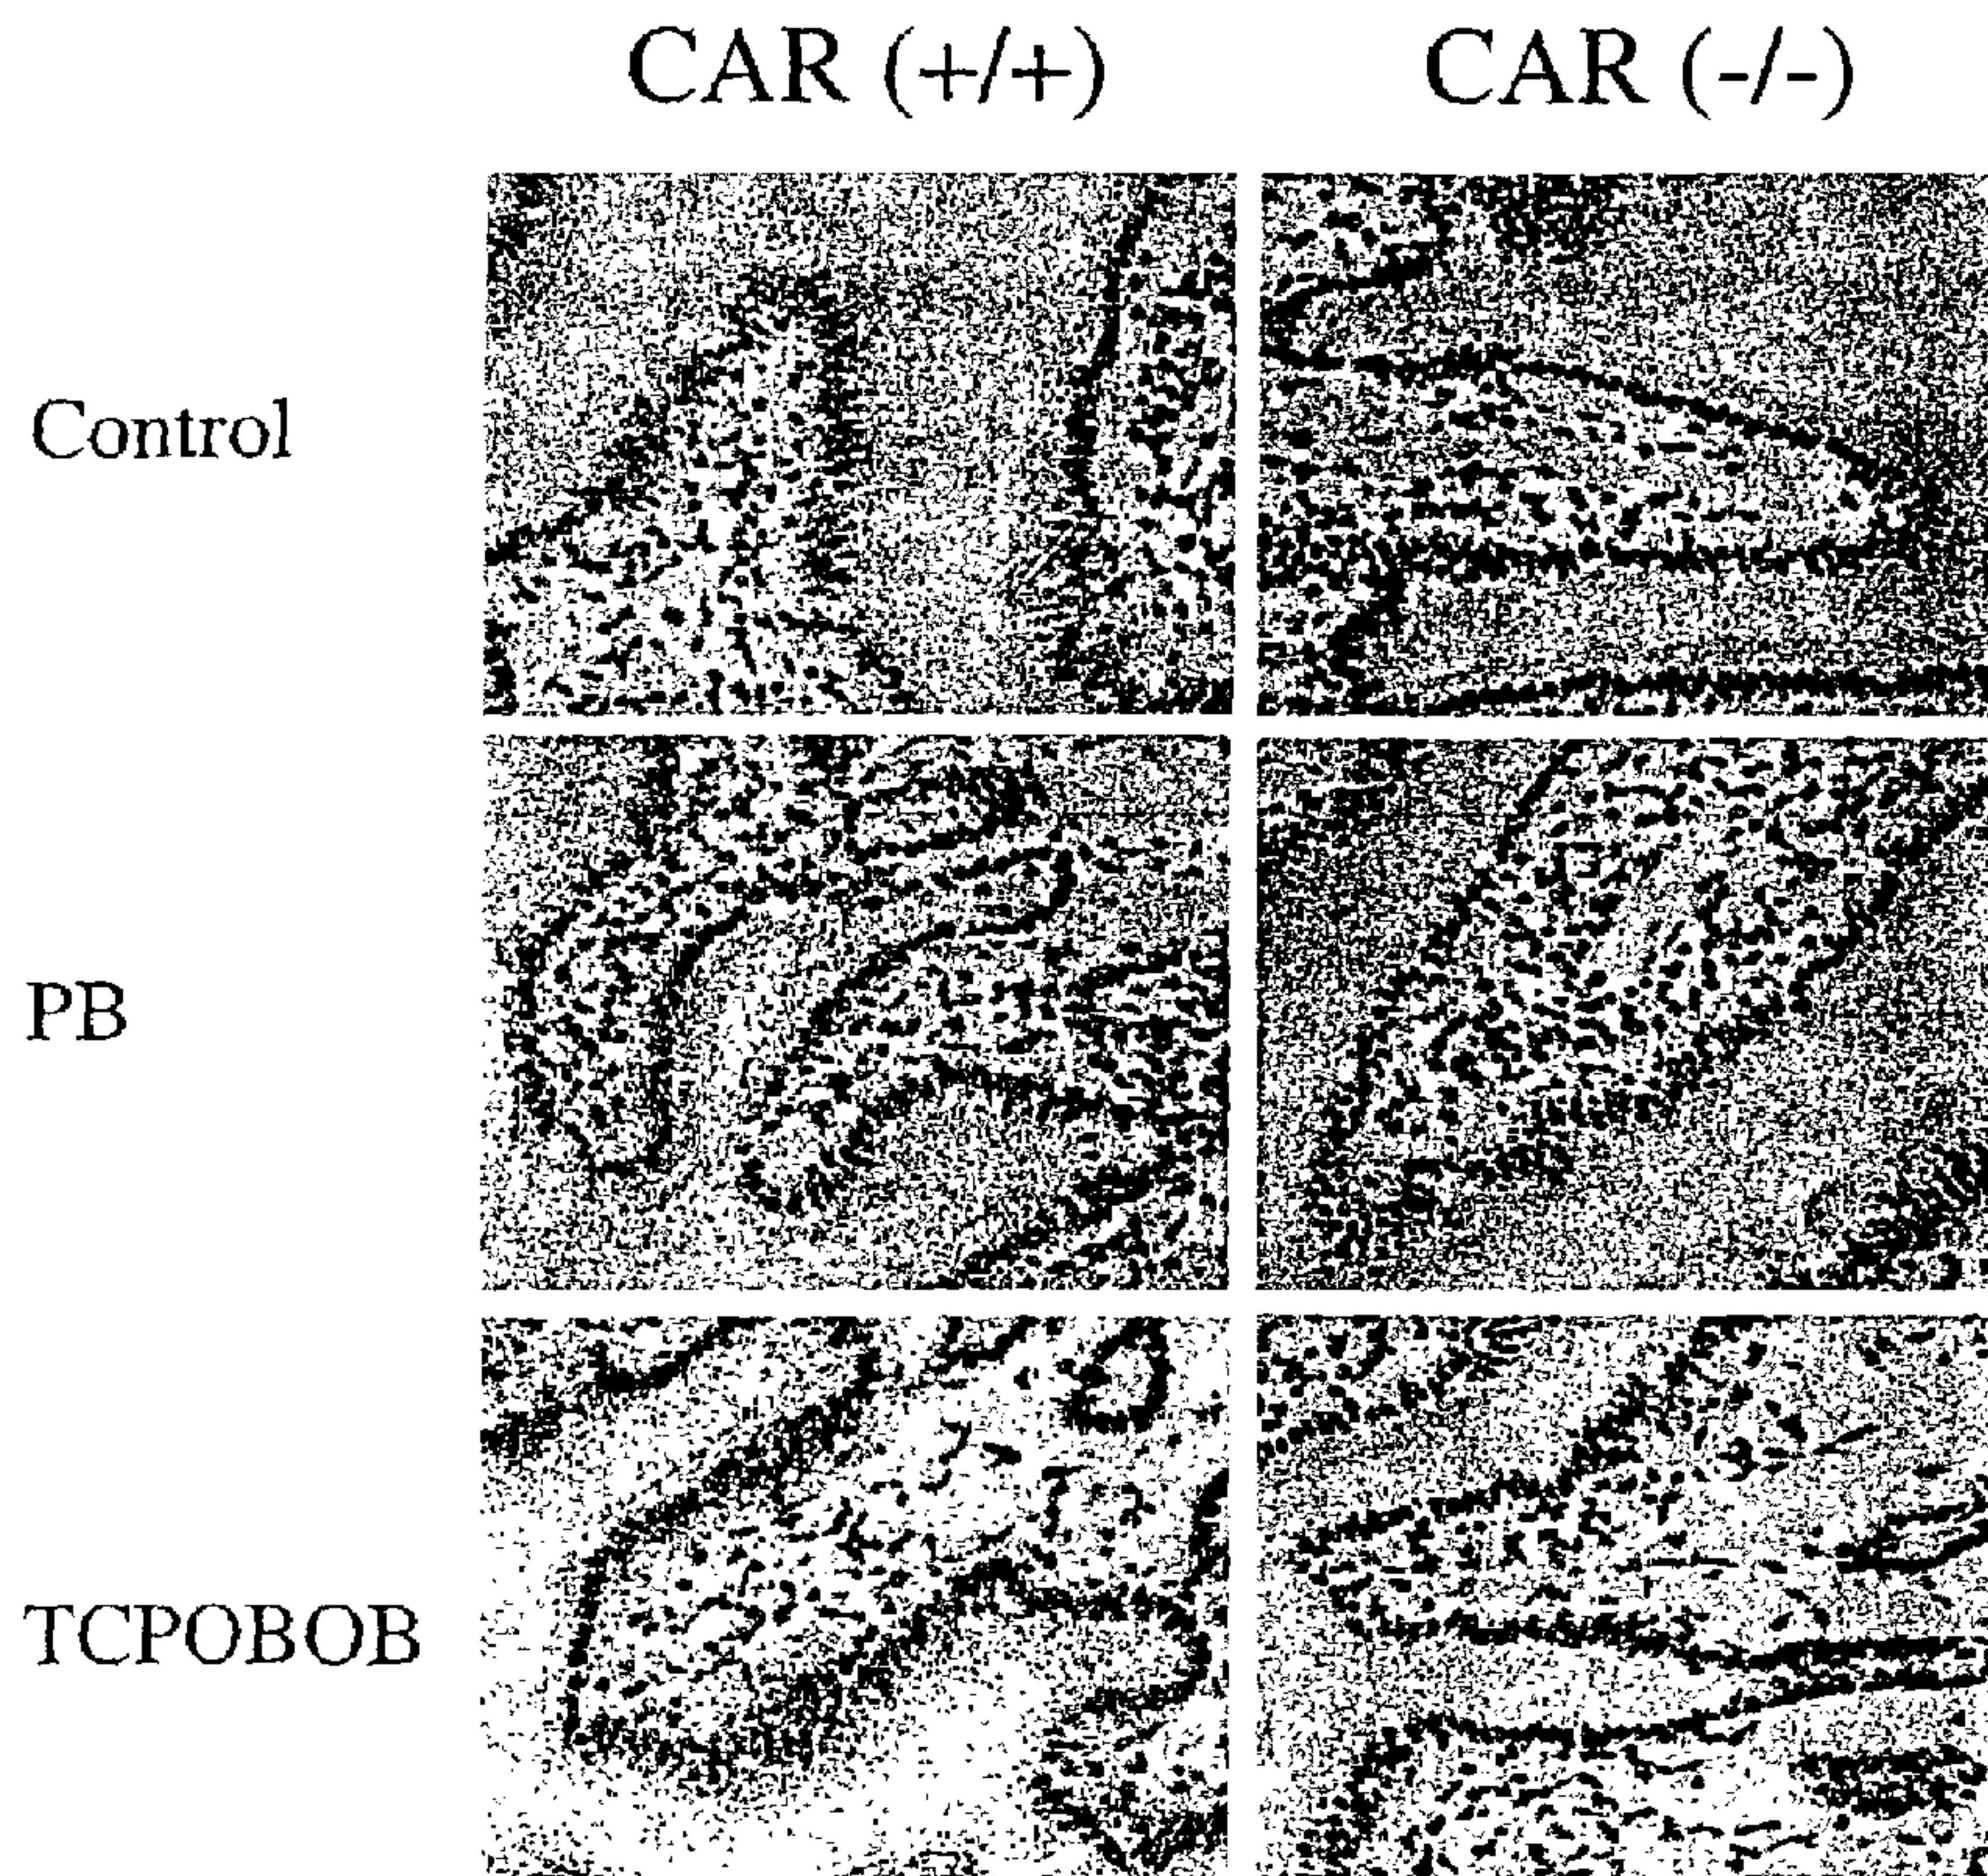 CAR (+/+) CAR (-/-)
Control
PB
TCPOBOB